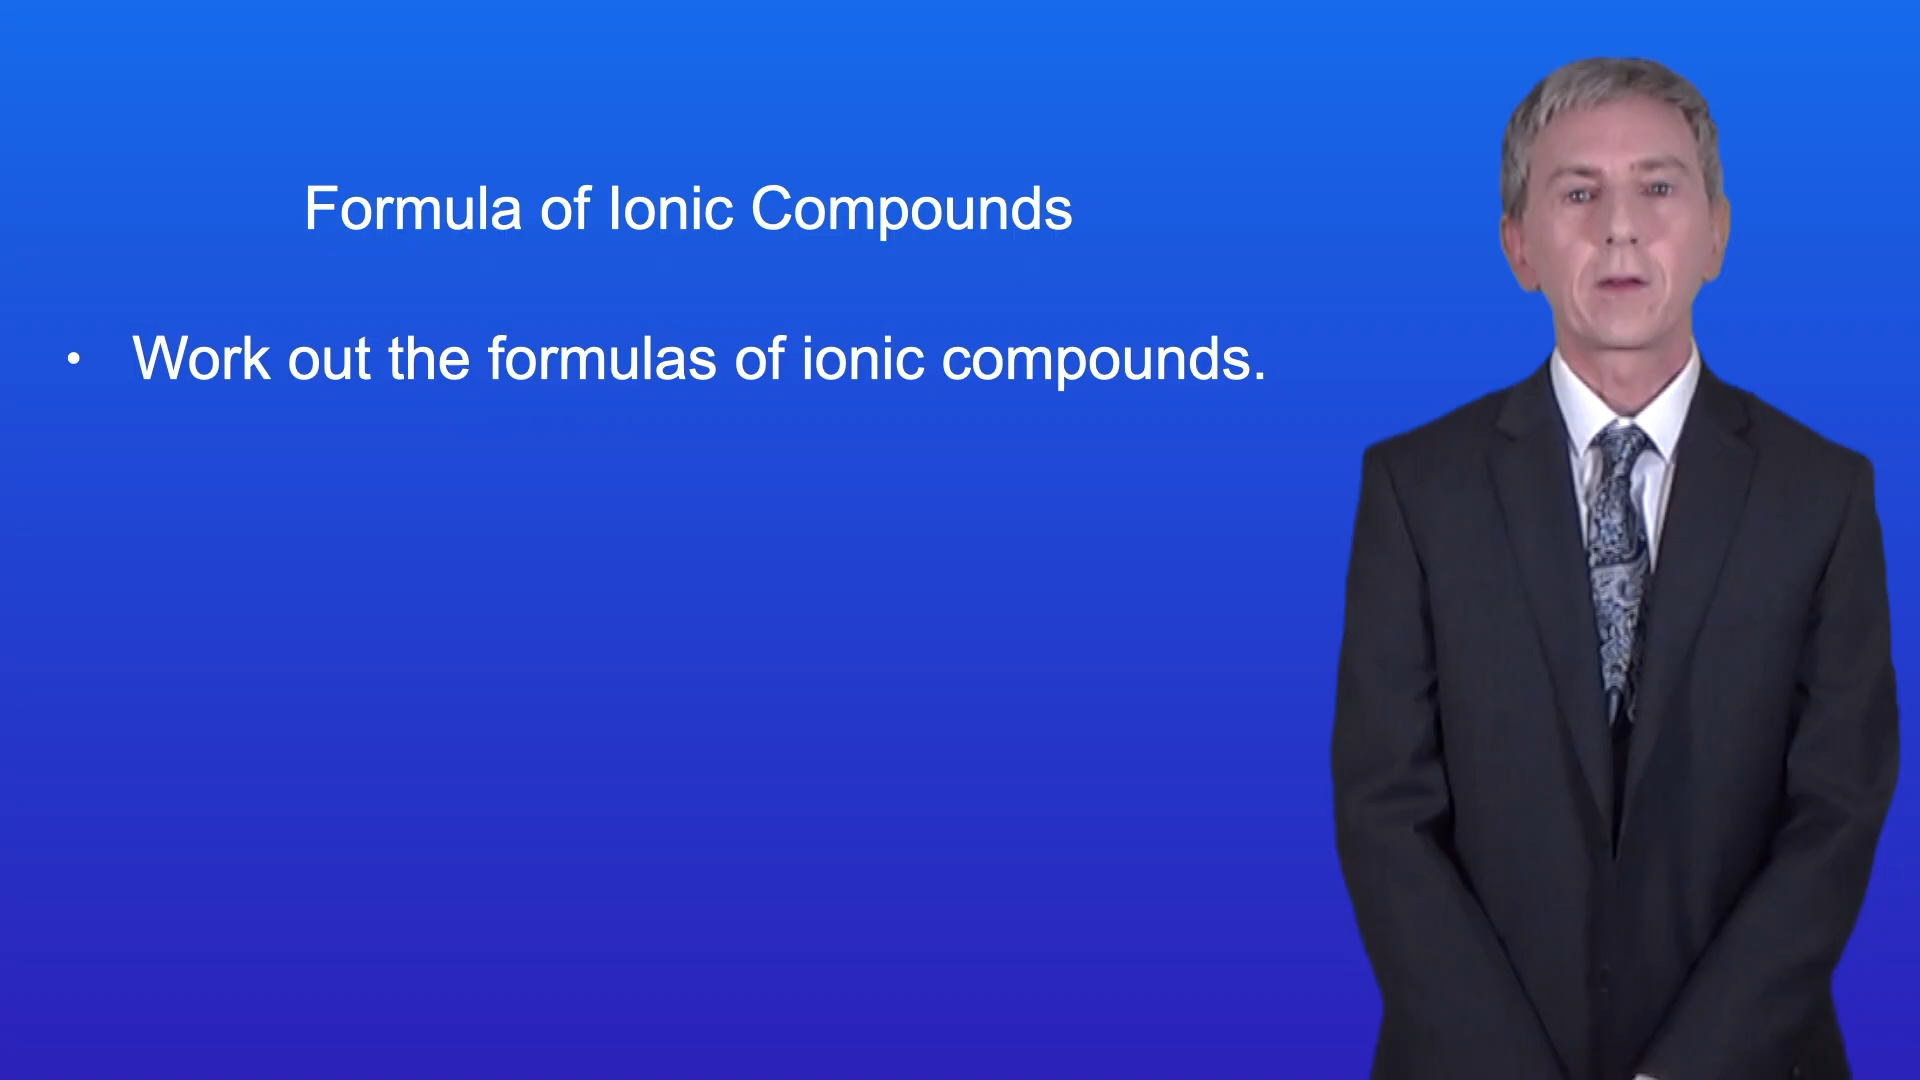 Formula of Ionic Compounds
• Work out the formulas of ionic compounds.